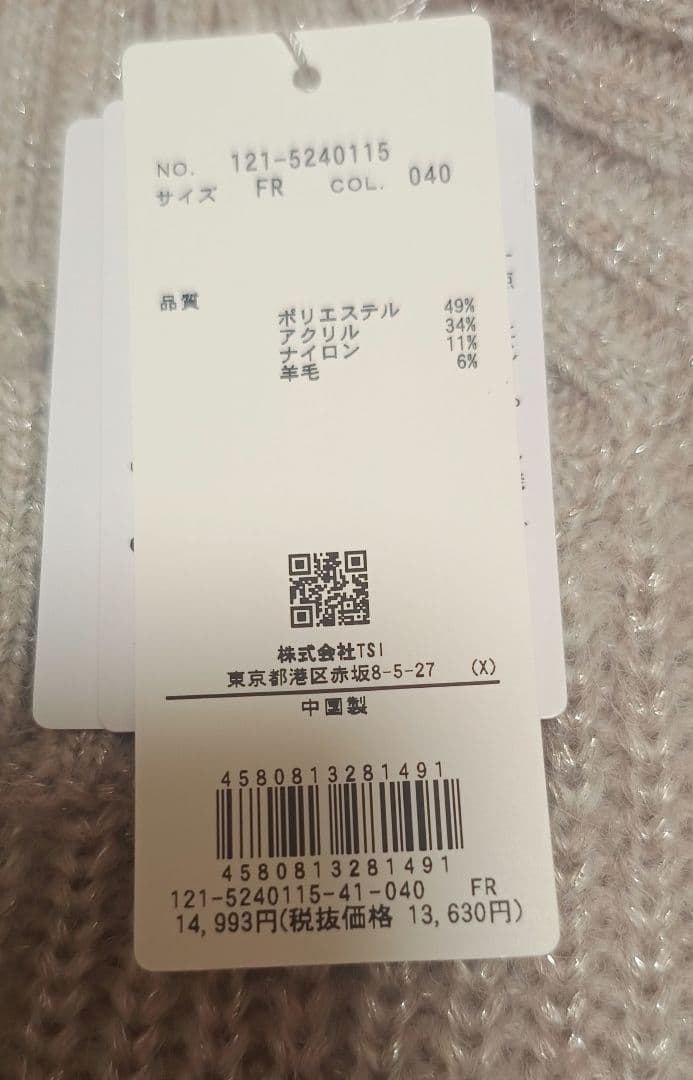 NO. 121-5240115
サイズ FR COL. 040
品質
ポリエステル 49%
アクリル 34%
ナイロン 11%
羊毛 6%
株式会社TSI
東京都港区赤坂8-5-27 (X)
中国製
4580813281491
4580813281491
121-5240115-41-040 FR
14,993円(税抜価格 13,630円)